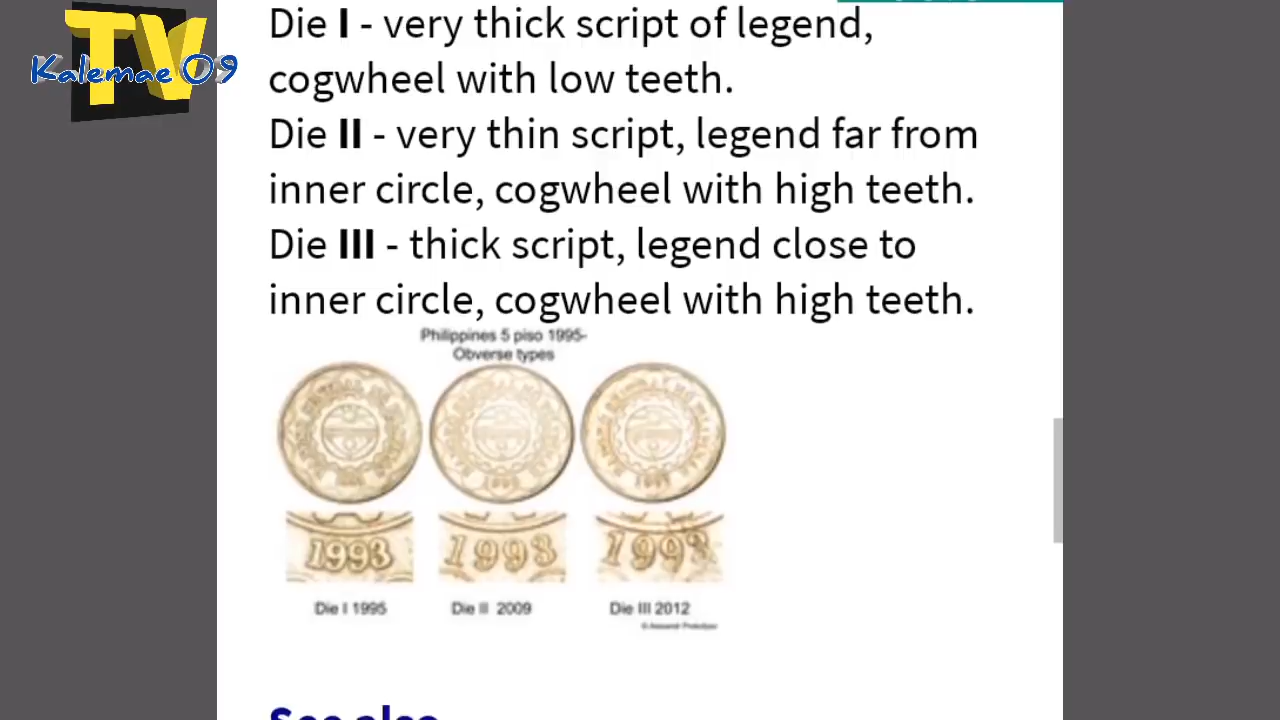 TV
Kalemae 09
Die I - very thick script of legend,
cogwheel with low teeth.
Die II - very thin script, legend far from
inner circle, cogwheel with high teeth.
Die III - thick script, legend close to
inner circle, cogwheel with high teeth.
Philippines 5 piso 1995-
Obverse types
1993 1993 1993
Die I 1995 Die II 2009 Die III 2012
See also